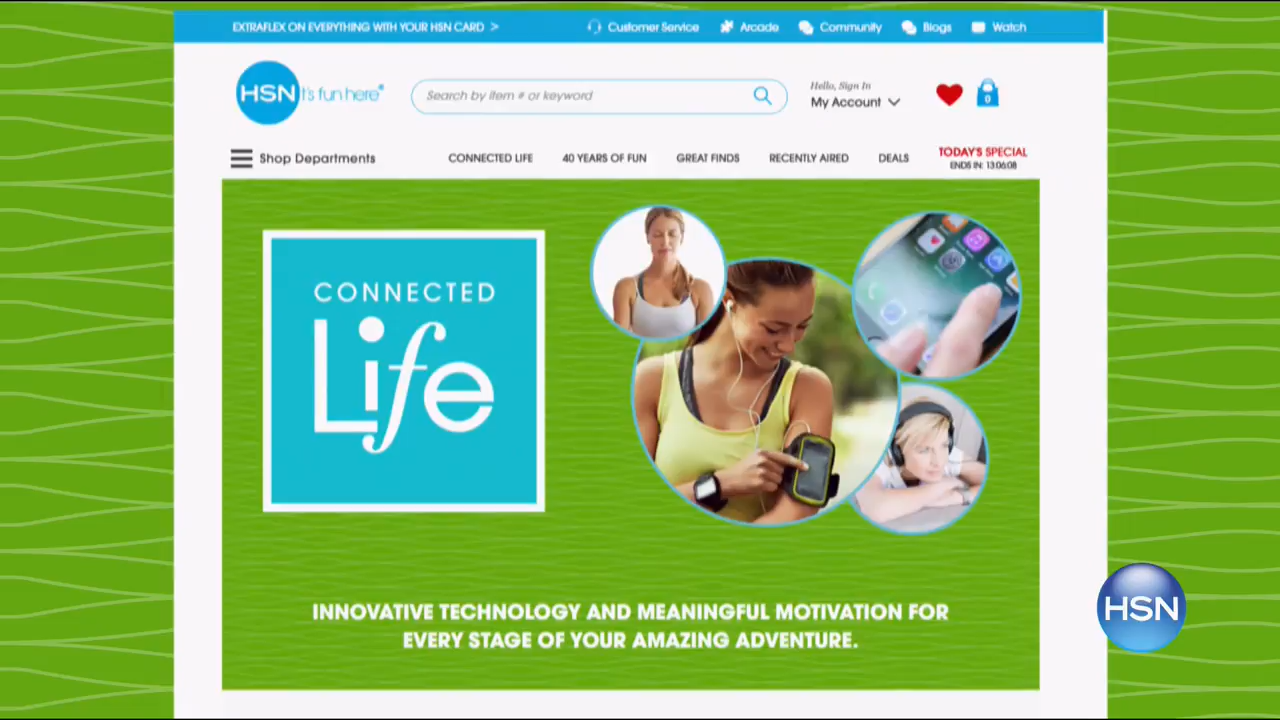 EXTRAFLEX ON EVERYTHING WITH YOUR HSN CARD >
Customer Service
Arcade
Community
Blogs
Watch
HSN it's fun here®
Search by item # or keyword
Hello, Sign In
My Account
0
Shop Departments
CONNECTED LIFE
40 YEARS OF FUN
GREAT FINDS
RECENTLY AIRED
DEALS
TODAY'S SPECIAL
ENDS IN: 13:06:08
CONNECTED
Life
INNOVATIVE TECHNOLOGY AND MEANINGFUL MOTIVATION FOR
EVERY STAGE OF YOUR AMAZING ADVENTURE.
HSN